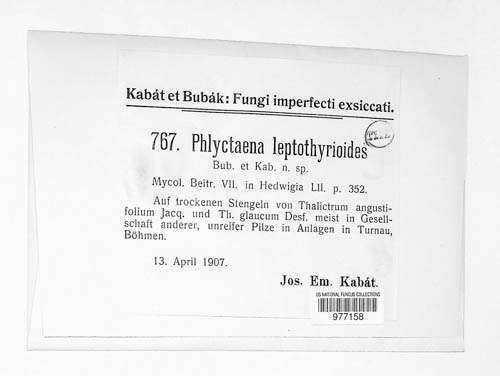 Kabát et Bubák: Fungi imperfecti exsiccati.
767. Phlyctaena leptothyrioides
Bub. et Kab. n. sp.
Mycol. Beitr. VII. in Hedwigia LII. p. 352.
Auf trockenen Stengeln von Thalictrum angusti-
folium Jacq. und Th. glaucum Desf. meist in Gesell-
schaft anderer, unreifer Pilze in Anlagen in Turnau,
Böhmen.
13. April 1907.
Jos. Em. Kabát.
US NATIONAL FUNGUS COLLECTIONS
977158